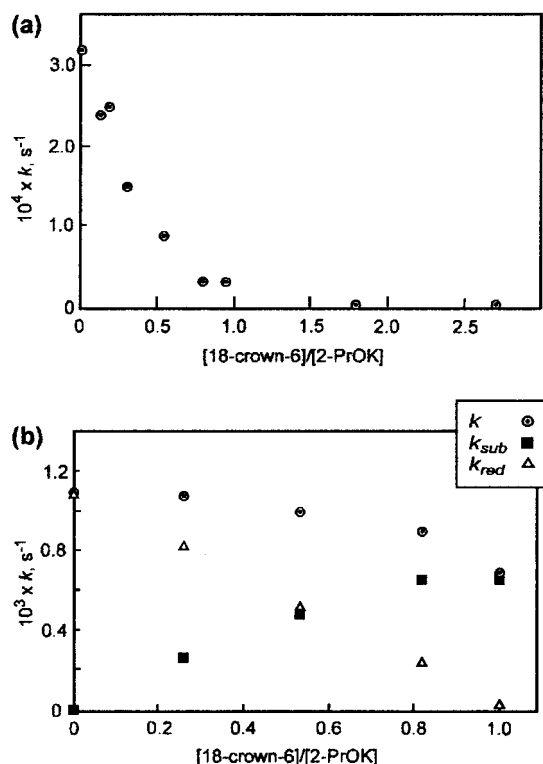 (a)
3.0
2.0
1.0
0
10⁴ x k, s⁻¹
0 0.5 1.0 1.5 2.0 2.5
[18-crown-6]/[2-PrOK]
(b)
k
k_sub
k_red
1.2
0.8
0.4
0
10³ x k, s⁻¹
0 0.2 0.4 0.6 0.8 1.0
[18-crown-6]/[2-PrOK]